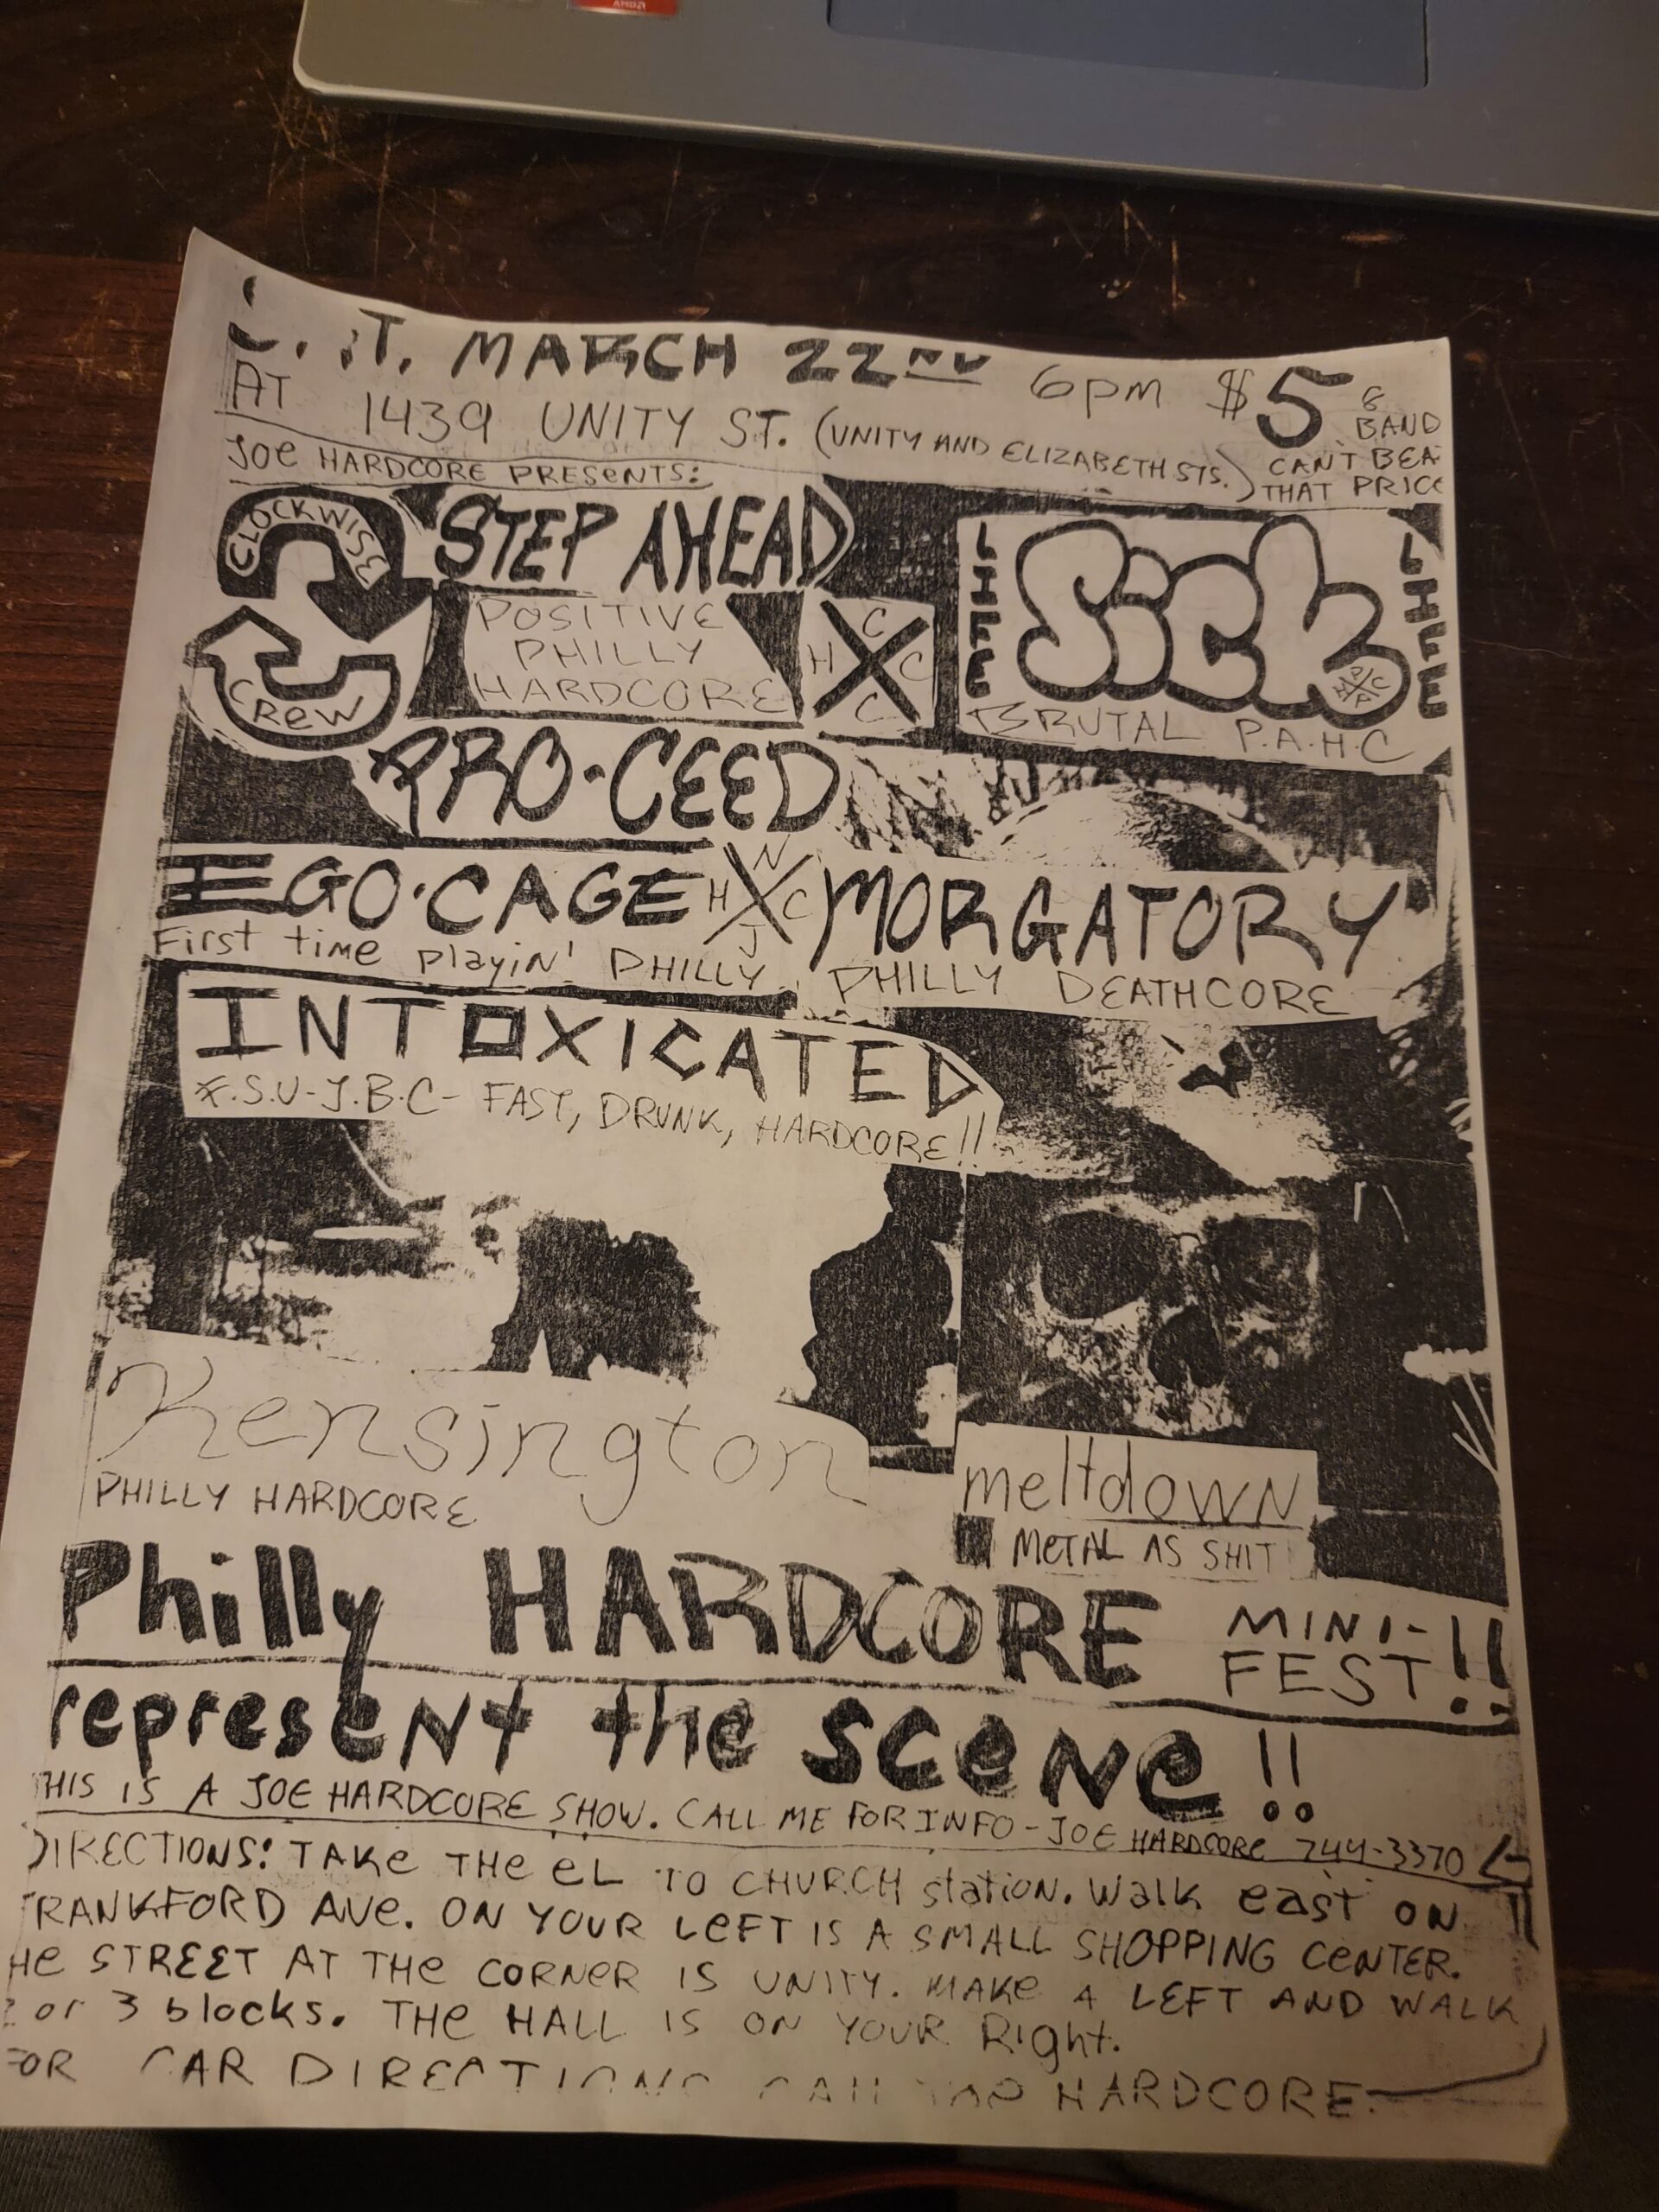 MARCH 22ND 6PM $5 8 BAND
AT 1439 UNITY ST. (UNITY AND ELIZABETH STS.) CAN'T BEA
THAT PRIC
JOE HARDCORE PRESENTS:
CLOCKWISE
CREW
STEP AHEAD
POSITIVE
PHILLY
HARDCORE
C
H X C
C
LIFE Sick LIFE
BRUTAL P.A.H.C
PRO-CEED
EGO·CAGE
N
H X C
J
First time playin' PHILLY
MORGATORY
PHILLY DEATHCORE
INTOXICATED
F.S.U-J.B.C- FAST, DRUNK, HARDCORE!!
Kensington
PHILLY HARDCORE
meltdown
METAL AS SHIT
Philly HARDCORE MINI-
FEST!!
represent the scene!!
THIS IS A JOE HARDCORE SHOW. CALL ME FOR INFO-JOE HARDCORE 744-3370
DIRECTIONS: TAKE THE EL TO CHURCH station. Walk east ON
FRANKFORD AVE. ON YOUR LEFT IS A SMALL SHOPPING CENTER.
HE STREET AT THE CORNER IS UNITY. MAKE A LEFT AND WALK
or 3 blocks. THE HALL IS ON YOUR Right.
FOR CAR DIRECTIONS CALL HARDCORE